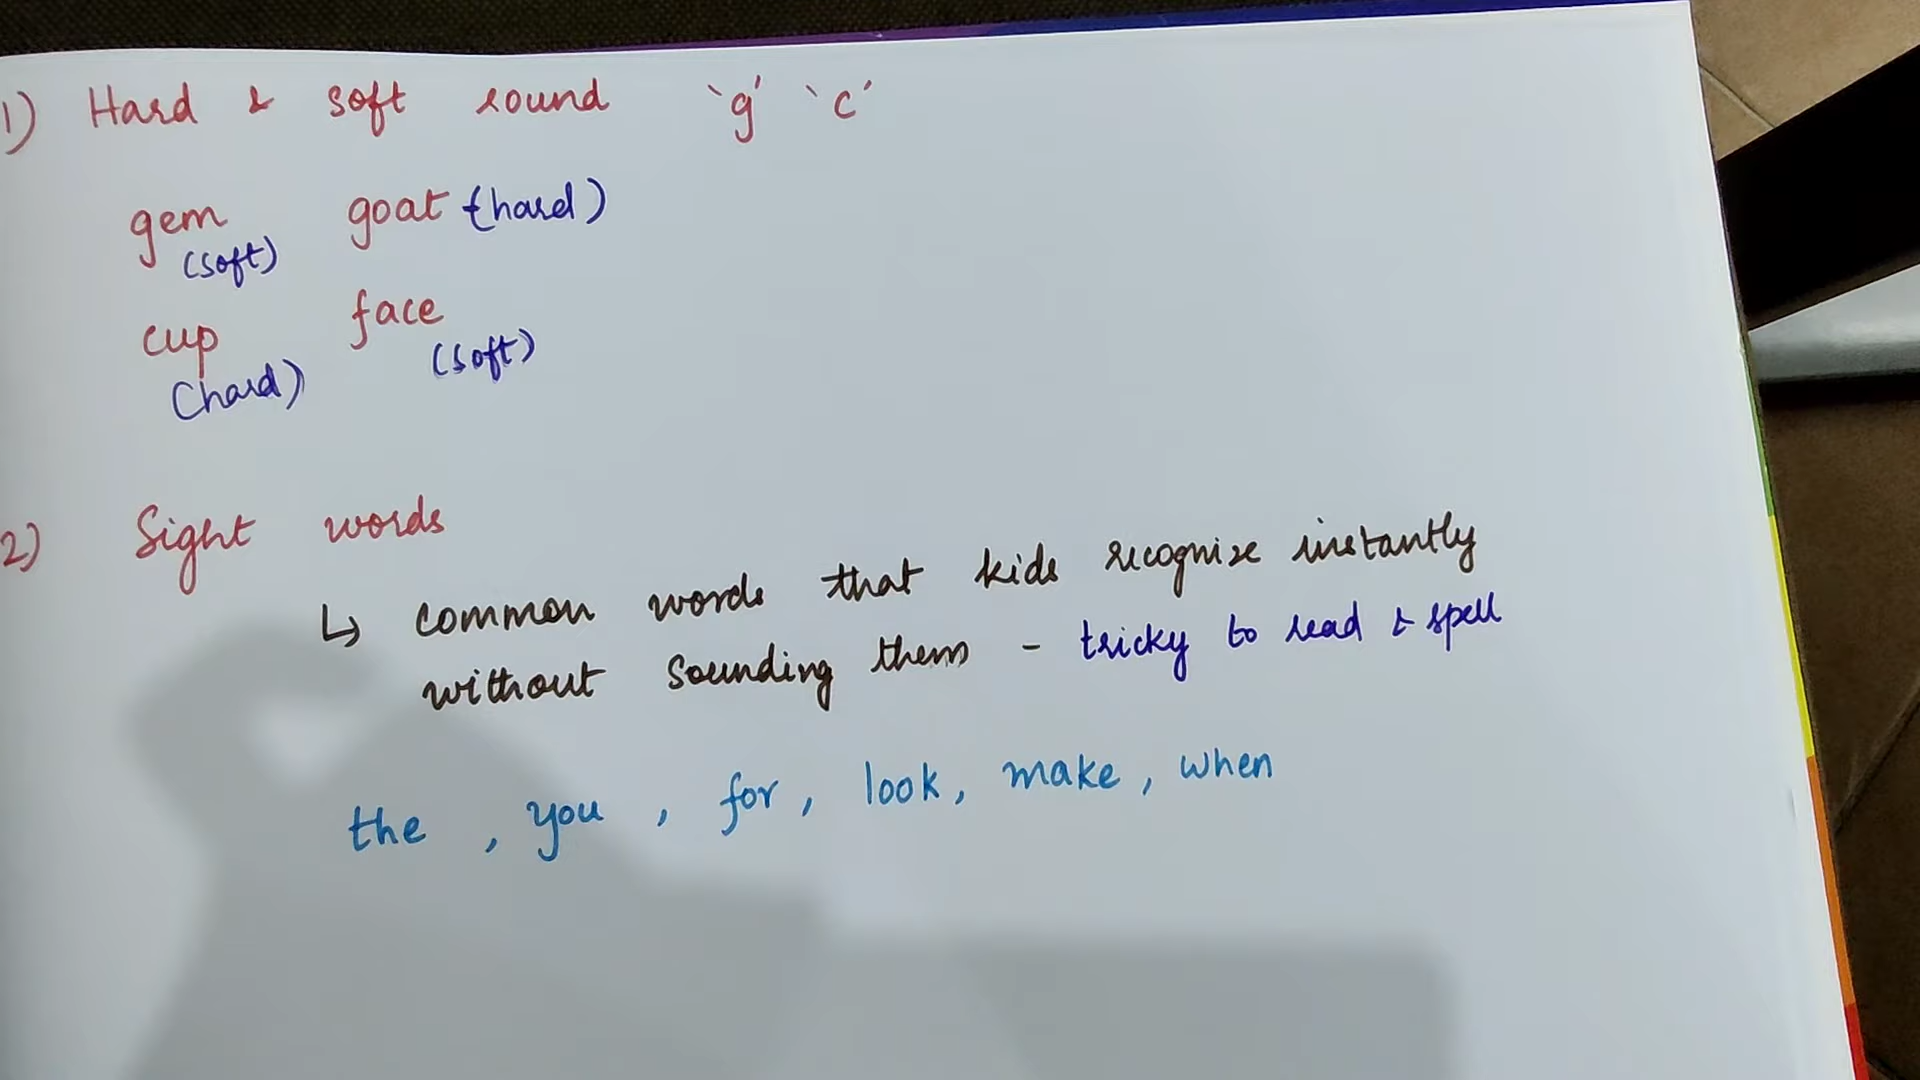 1) Hard & soft sound 'g' 'c'
gem goat (hard)
(soft)
cup face
(hard) (soft)
2) Sight words
↳ common words that kids recognize instantly
without sounding them - tricky to read & spell
the , you , for , look, make , when